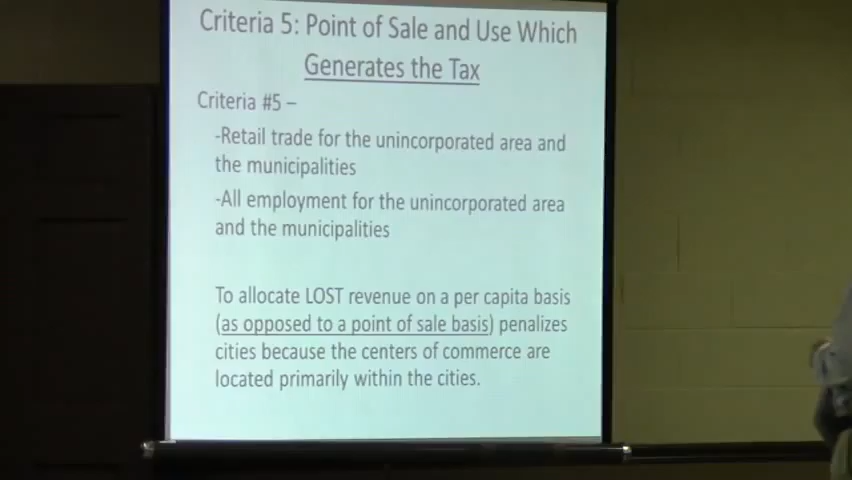 Criteria 5: Point of Sale and Use Which
Generates the Tax
Criteria #5 –
-Retail trade for the unincorporated area and
the municipalities
-All employment for the unincorporated area
and the municipalities
To allocate LOST revenue on a per capita basis
(as opposed to a point of sale basis) penalizes
cities because the centers of commerce are
located primarily within the cities.